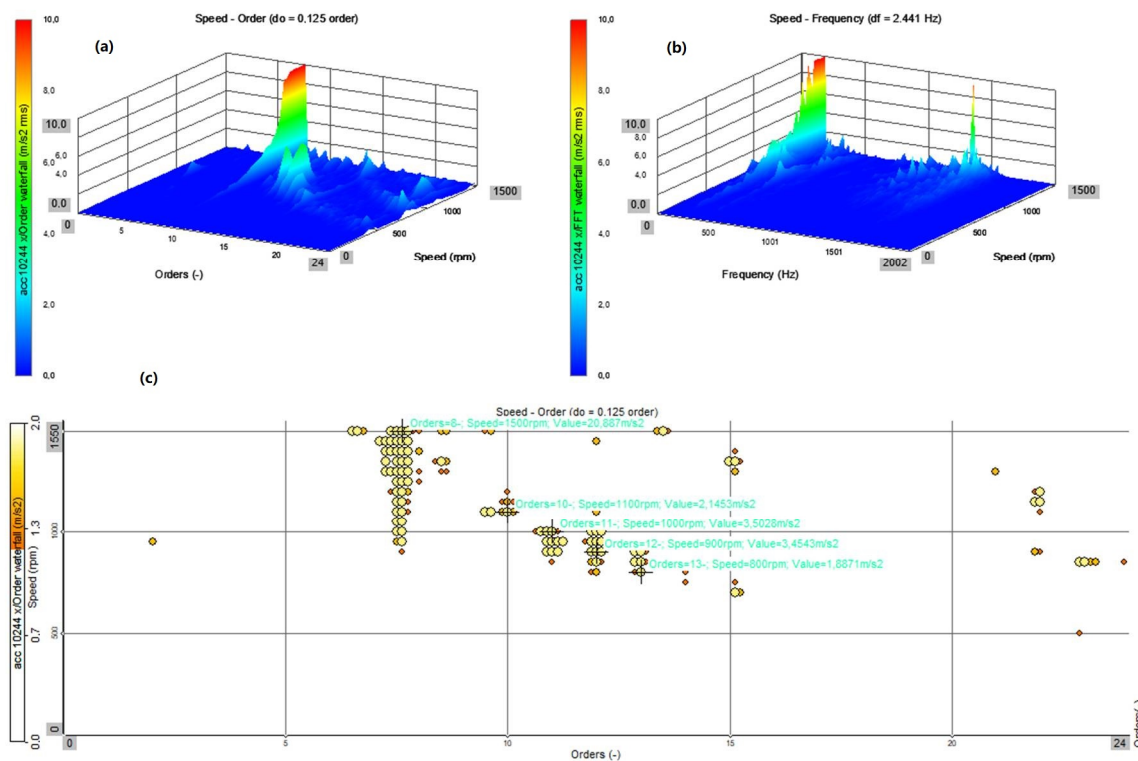 Speed - Order (do = 0.125 order)
(a)
10,0
8,0
6,0
4,0
2,0
0,0
acc 10244 x/Order waterfall (m/s2 rms)
10.0
8.0
6.0
4.0
0.0
0
5
10
15
20
24
Orders (-)
0
500
1000
1500
Speed (rpm)
Speed - Frequency (df = 2.441 Hz)
(b)
10,0
8,0
6,0
4,0
2,0
0,0
acc 10244 x/FFT waterfall (m/s2 rms)
10.0
8.0
6.0
4.0
0.0
0
500
1001
1501
2002
Frequency (Hz)
0
500
1000
1500
Speed (rpm)
(c)
Speed - Order (do = 0.125 order)
2.0
1.3
0.7
0.0
acc 10244 x/Order waterfall (m/s2)
1550
1000
500
0
Speed (rpm)
Orders=8-; Speed=1500rpm; Value=20,887m/s2
Orders=10-; Speed=1100rpm; Value=2,1453m/s2
Orders=11-; Speed=1000rpm; Value=3,5028m/s2
Orders=12-; Speed=900rpm; Value=3,4543m/s2
Orders=13-; Speed=800rpm; Value=1,8871m/s2
0
5
10
15
20
24
Orders (-)